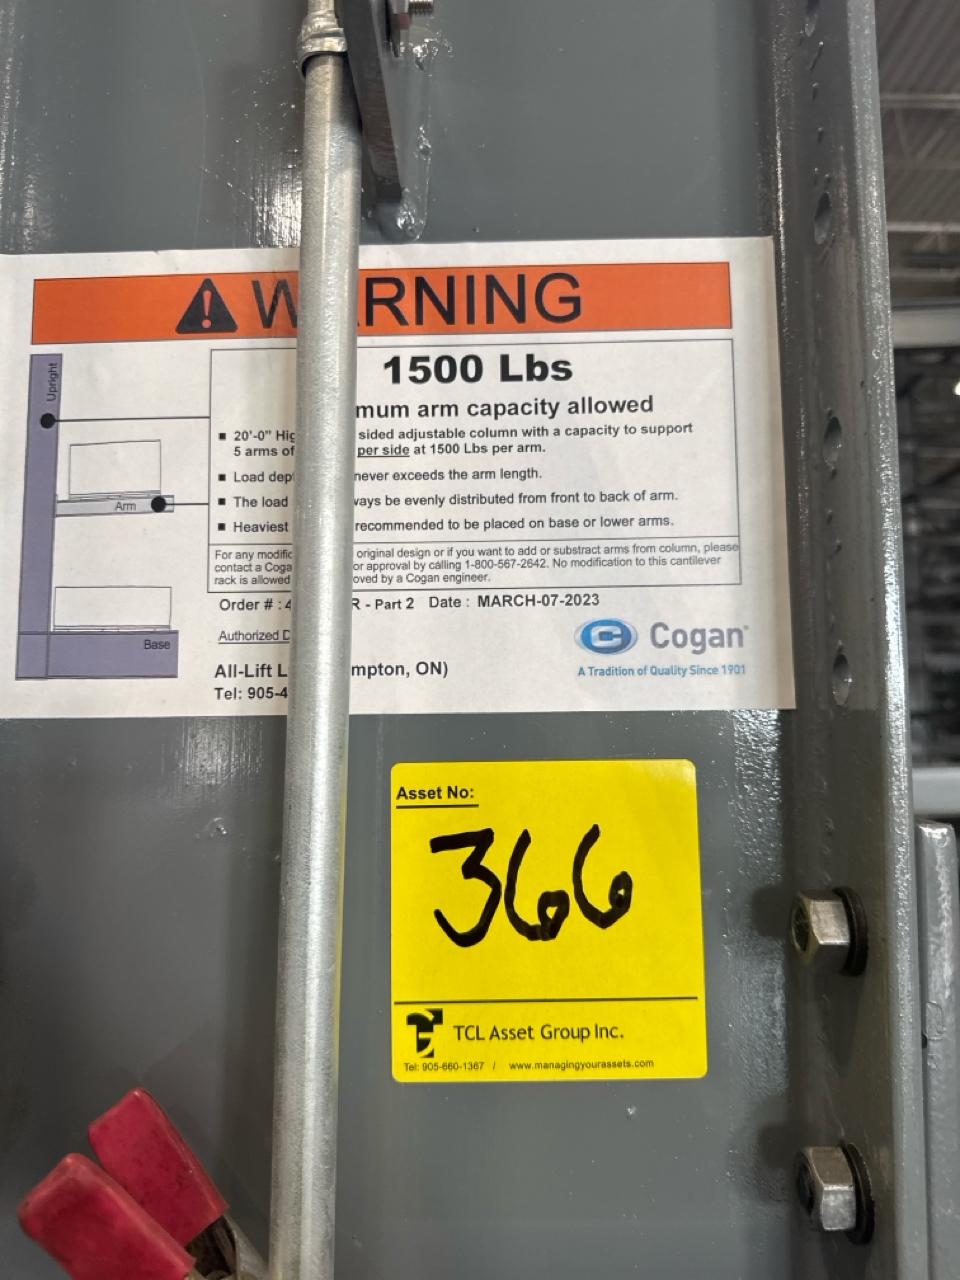 WARNING
1500 Lbs
mum arm capacity allowed
Upright
20'-0" Hig sided adjustable column with a capacity to support
5 arms of per side at 1500 Lbs per arm.
Load dep never exceeds the arm length.
Arm
The load ways be evenly distributed from front to back of arm.
Heaviest recommended to be placed on base or lower arms.
For any modific original design or if you want to add or substract arms from column, please
contact a Coga or approval by calling 1-800-567-2642. No modification to this cantilever
rack is allowed oved by a Cogan engineer.
Order # : 4 R - Part 2 Date : MARCH-07-2023
Authorized D
Base
Cogan
A Tradition of Quality Since 1901
All-Lift L mpton, ON)
Tel: 905-4
Asset No:
366
TCL Asset Group Inc.
Tel: 905-660-1367 / www.managingyourassets.com